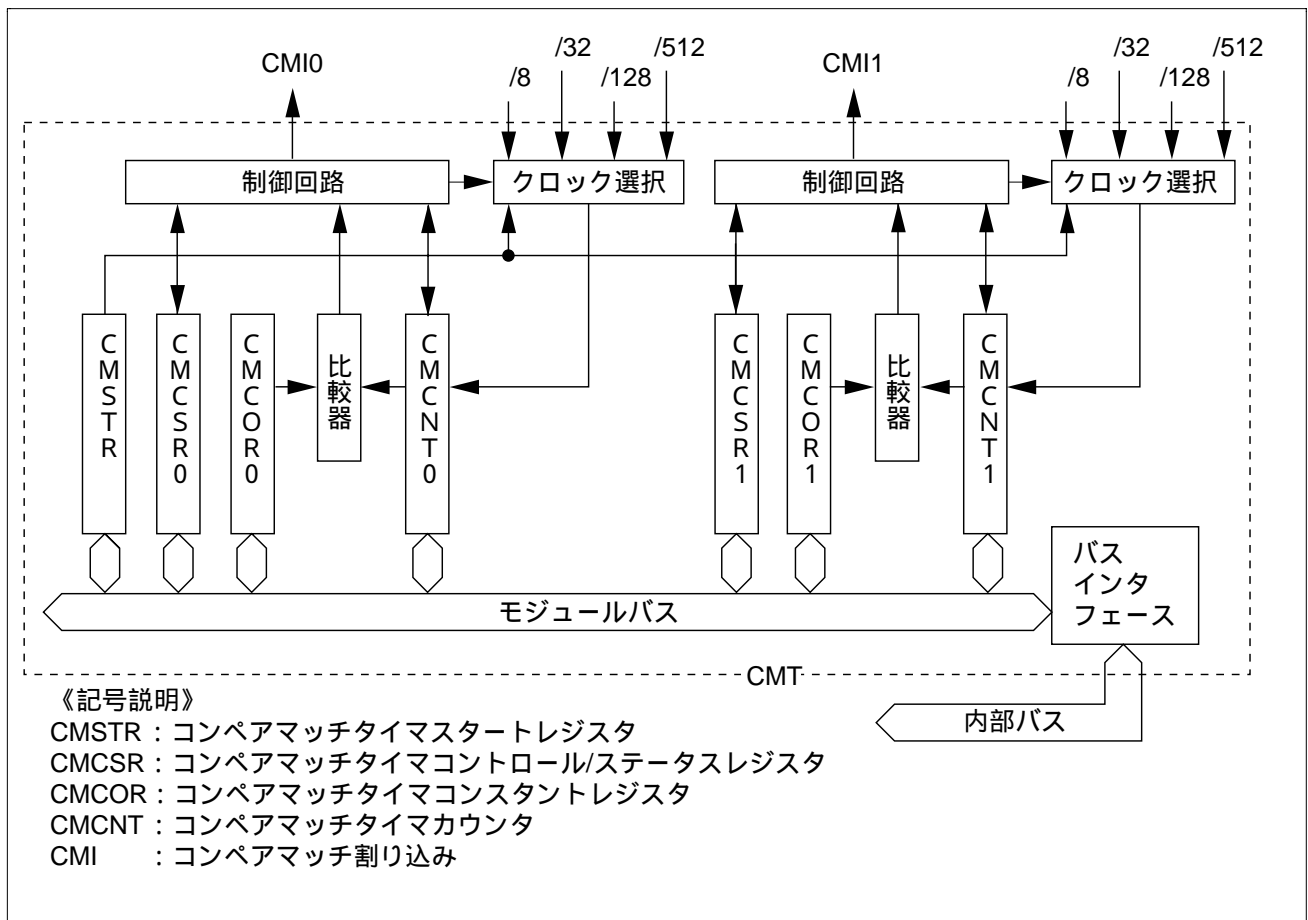 CMI0
/8
/32
/128
/512
CMI1
/8
/32
/128
/512
制御回路
クロック選択
制御回路
クロック選択
CMSTR
CMCSR0
CMCOR0
比較器
CMCNT0
CMCSR1
CMCOR1
比較器
CMCNT1
バス
インタ
フェース
モジュールバス
CMT
内部バス
《記号説明》
CMSTR：コンペアマッチタイマスタートレジスタ
CMCSR：コンペアマッチタイマコントロール/ステータスレジスタ
CMCOR：コンペアマッチタイマコンスタントレジスタ
CMCNT：コンペアマッチタイマカウンタ
CMI　：コンペアマッチ割り込み